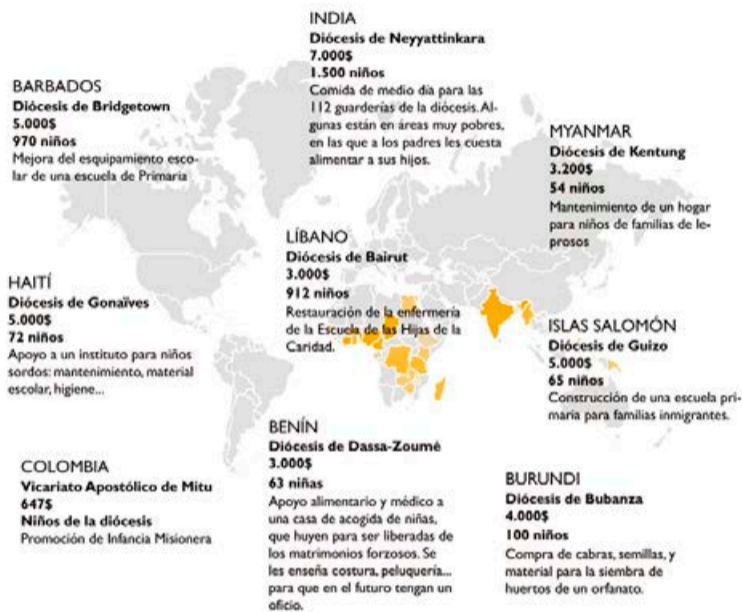 INDIA
Diócesis de Neyyattinkara
7.000$
1.500 niños
Comida de medio día para las
112 guarderías de la diócesis. Al-
gunas están en áreas muy pobres,
en las que a los padres les cuesta
alimentar a sus hijos.
BARBADOS
Diócesis de Bridgetown
5.000$
970 niños
Mejora del equipamiento esco-
lar de una escuela de Primaria
MYANMAR
Diócesis de Kentung
3.200$
54 niños
Mantenimiento de un hogar
para niños de familias de le-
prosos
LÍBANO
Diócesis de Bairut
3.000$
912 niños
Restauración de la enfermería
de la Escuela de las Hijas de la
Caridad.
HAITÍ
Diócesis de Gonaïves
5.000$
72 niños
Apoyo a un instituto para niños
sordos: mantenimiento, material
escolar, higiene...
ISLAS SALOMÓN
Diócesis de Guizo
5.000$
65 niños
Construcción de una escuela pri-
maria para familias inmigrantes.
BENÍN
Diócesis de Dassa-Zoumé
3.000$
63 niñas
Apoyo alimentario y médico a
una casa de acogida de niñas,
que huyen para ser liberadas de
los matrimonios forzosos. Se
les enseña costura, peluquería...
para que en el futuro tengan un
oficio.
COLOMBIA
Vicariato Apostólico de Mitu
647$
Niños de la diócesis
Promoción de Infancia Misionera
BURUNDI
Diócesis de Bubanza
4.000$
100 niños
Compra de cabras, semillas, y
material para la siembra de
huertos de un orfanato.